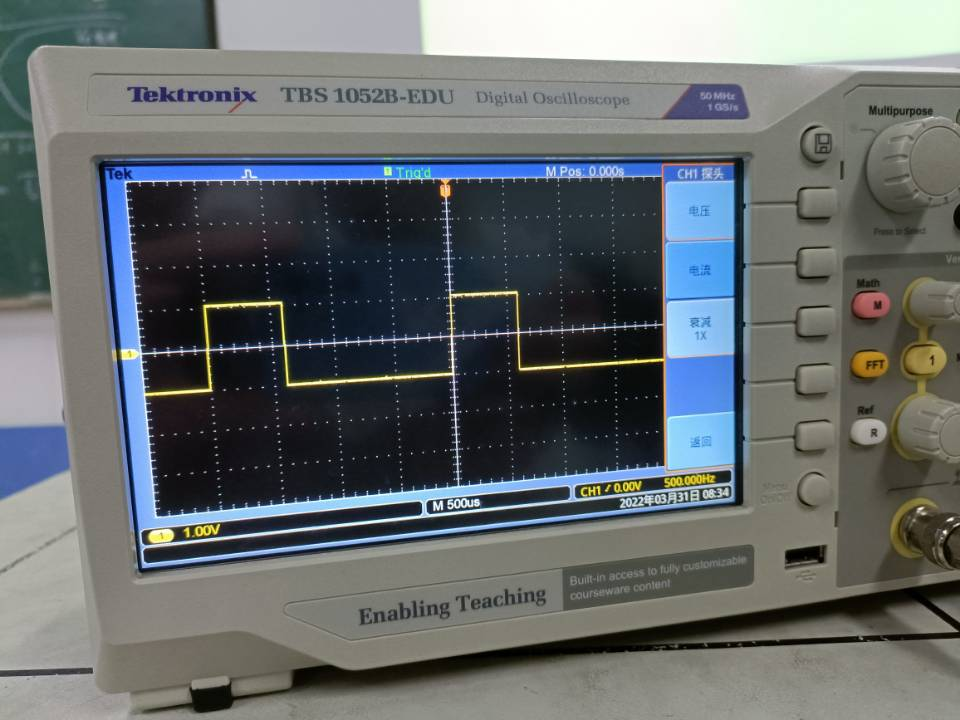 Tektronix TBS 1052B-EDU Digital Oscilloscope 50 MHz
1 GS/s
Multipurpose
Press to Select
Tek Trig'd M Pos: 0.000s CH1 探头
电压
电流
衰减
1X
返回
1
Math
M
FFT
1
Ref
R
Menu
On/Off
CH1 0.00V 500.000Hz
M 500us
2022年03月31日 08:34
1 1.00V
Enabling Teaching
Built-in access to fully customizable
courseware content